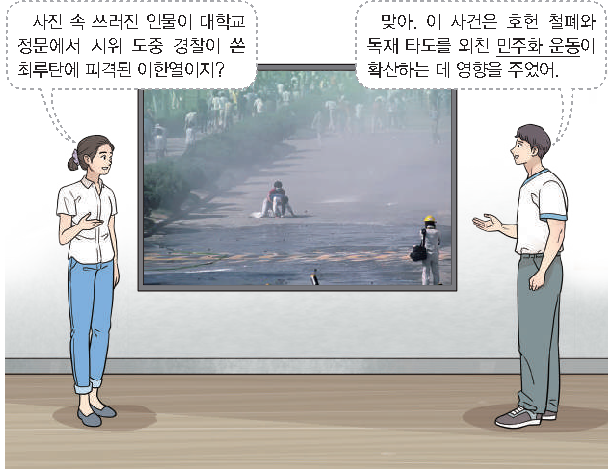 사진 속 쓰러진 인물이 대학교
정문에서 시위 도중 경찰이 쏜
최루탄에 피격된 이한열이지?
맞아. 이 사건은 호헌 철폐와
독재 타도를 외친 민주화 운동이
확산하는 데 영향을 주었어.